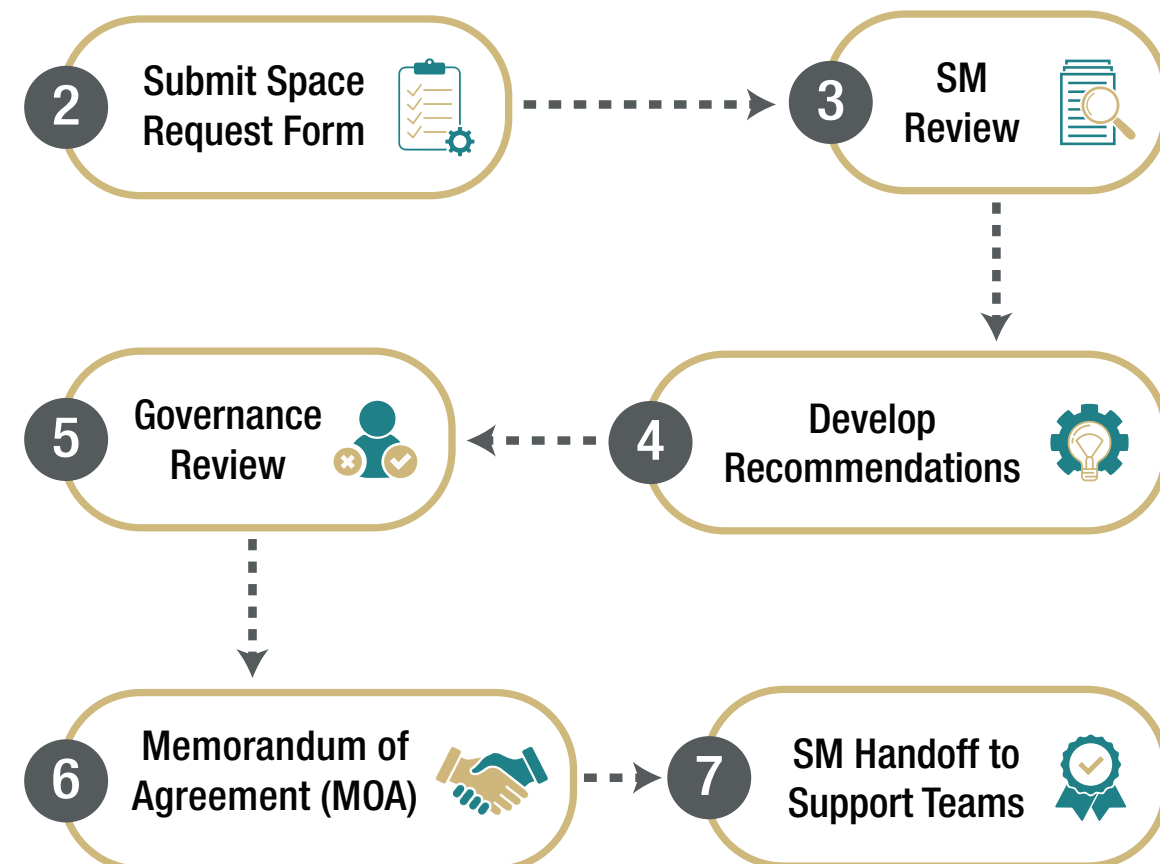 2
Submit Space
Request Form
3
SM
Review
4
Develop
Recommendations
5
Governance
Review
6
Memorandum of
Agreement (MOA)
7
SM Handoff to
Support Teams